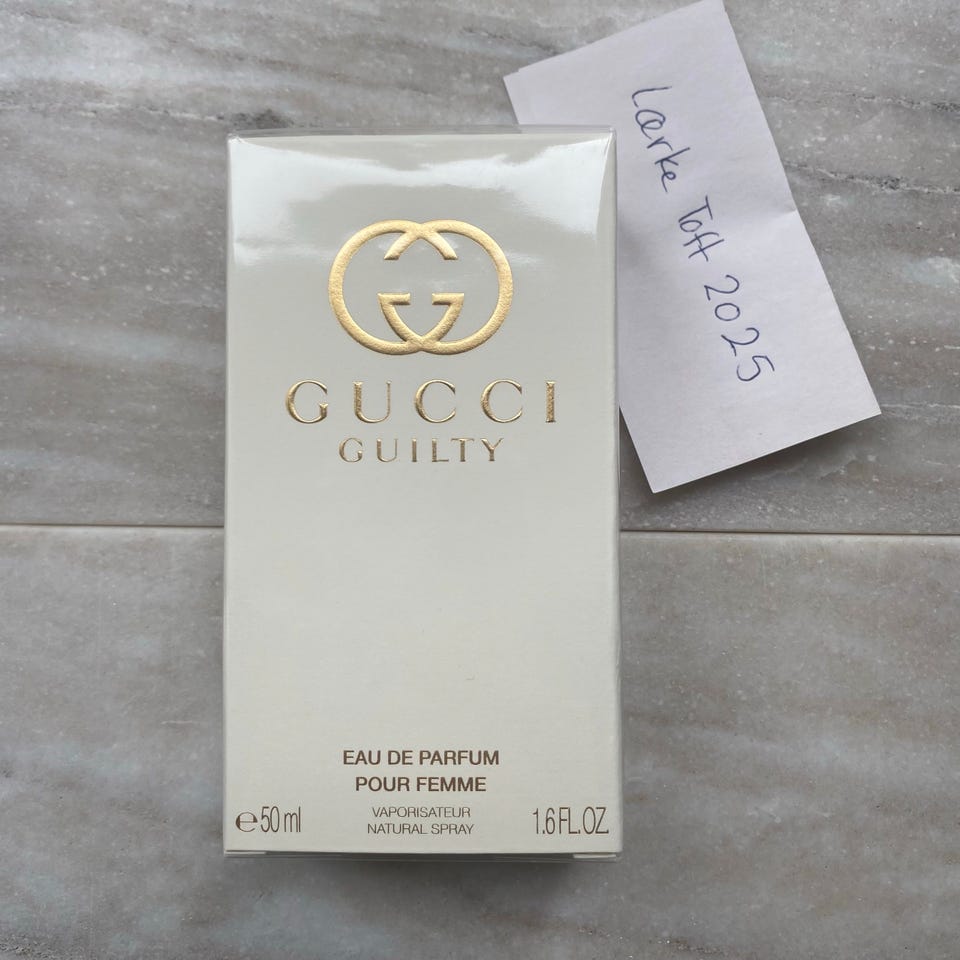 GUCCI
GUILTY
EAU DE PARFUM
POUR FEMME
VAPORISATEUR
NATURAL SPRAY
℮50 ml
1.6 FL.OZ
Lærke Toft 2025